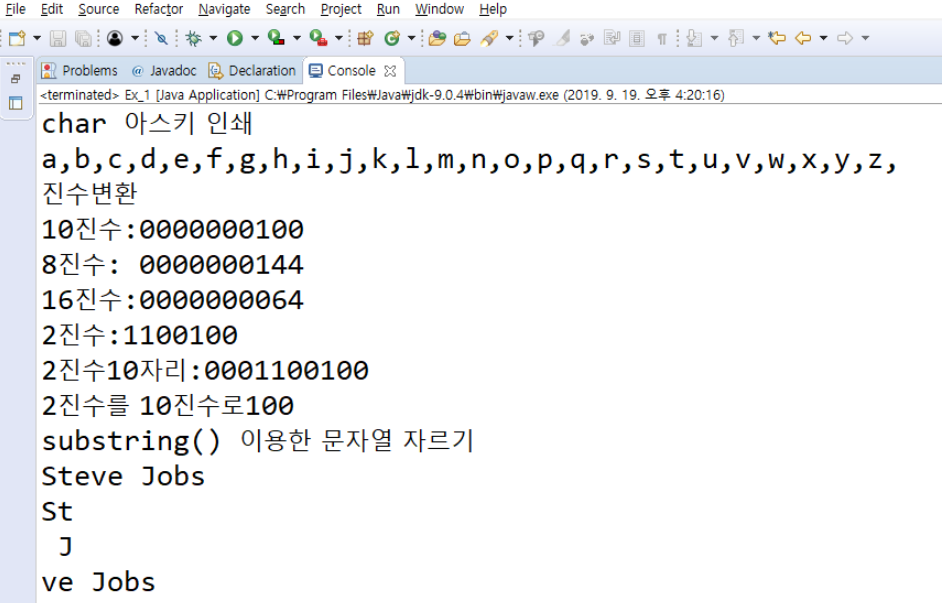 File Edit Source Refactor Navigate Search Project Run Window Help
Problems @ Javadoc Declaration Console
<terminated> Ex_1 [Java Application] C:₩Program Files₩Java₩jdk-9.0.4₩bin₩javaw.exe (2019. 9. 19. 오후 4:20:16)
char 아스키 인쇄
a,b,c,d,e,f,g,h,i,j,k,l,m,n,o,p,q,r,s,t,u,v,w,x,y,z,
진수변환
10진수:0000000100
8진수: 0000000144
16진수:0000000064
2진수:1100100
2진수10자리:0001100100
2진수를 10진수로100
substring() 이용한 문자열 자르기
Steve Jobs
St
 J
ve Jobs